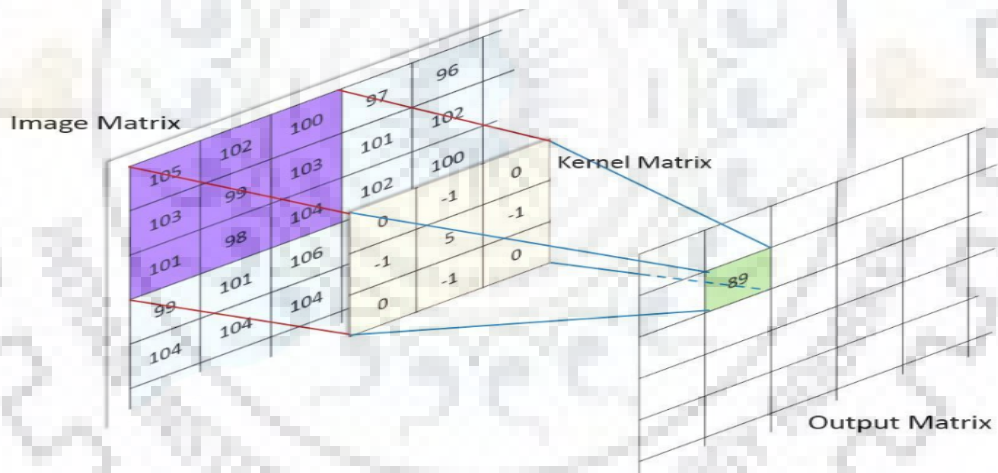 Image Matrix
105 102 100 97 96
103 99 103 101 102
101 98 104 102 100
99 101 106
104 104 104
Kernel Matrix
0 -1 0
-1 5 -1
0 -1 0
89
Output Matrix